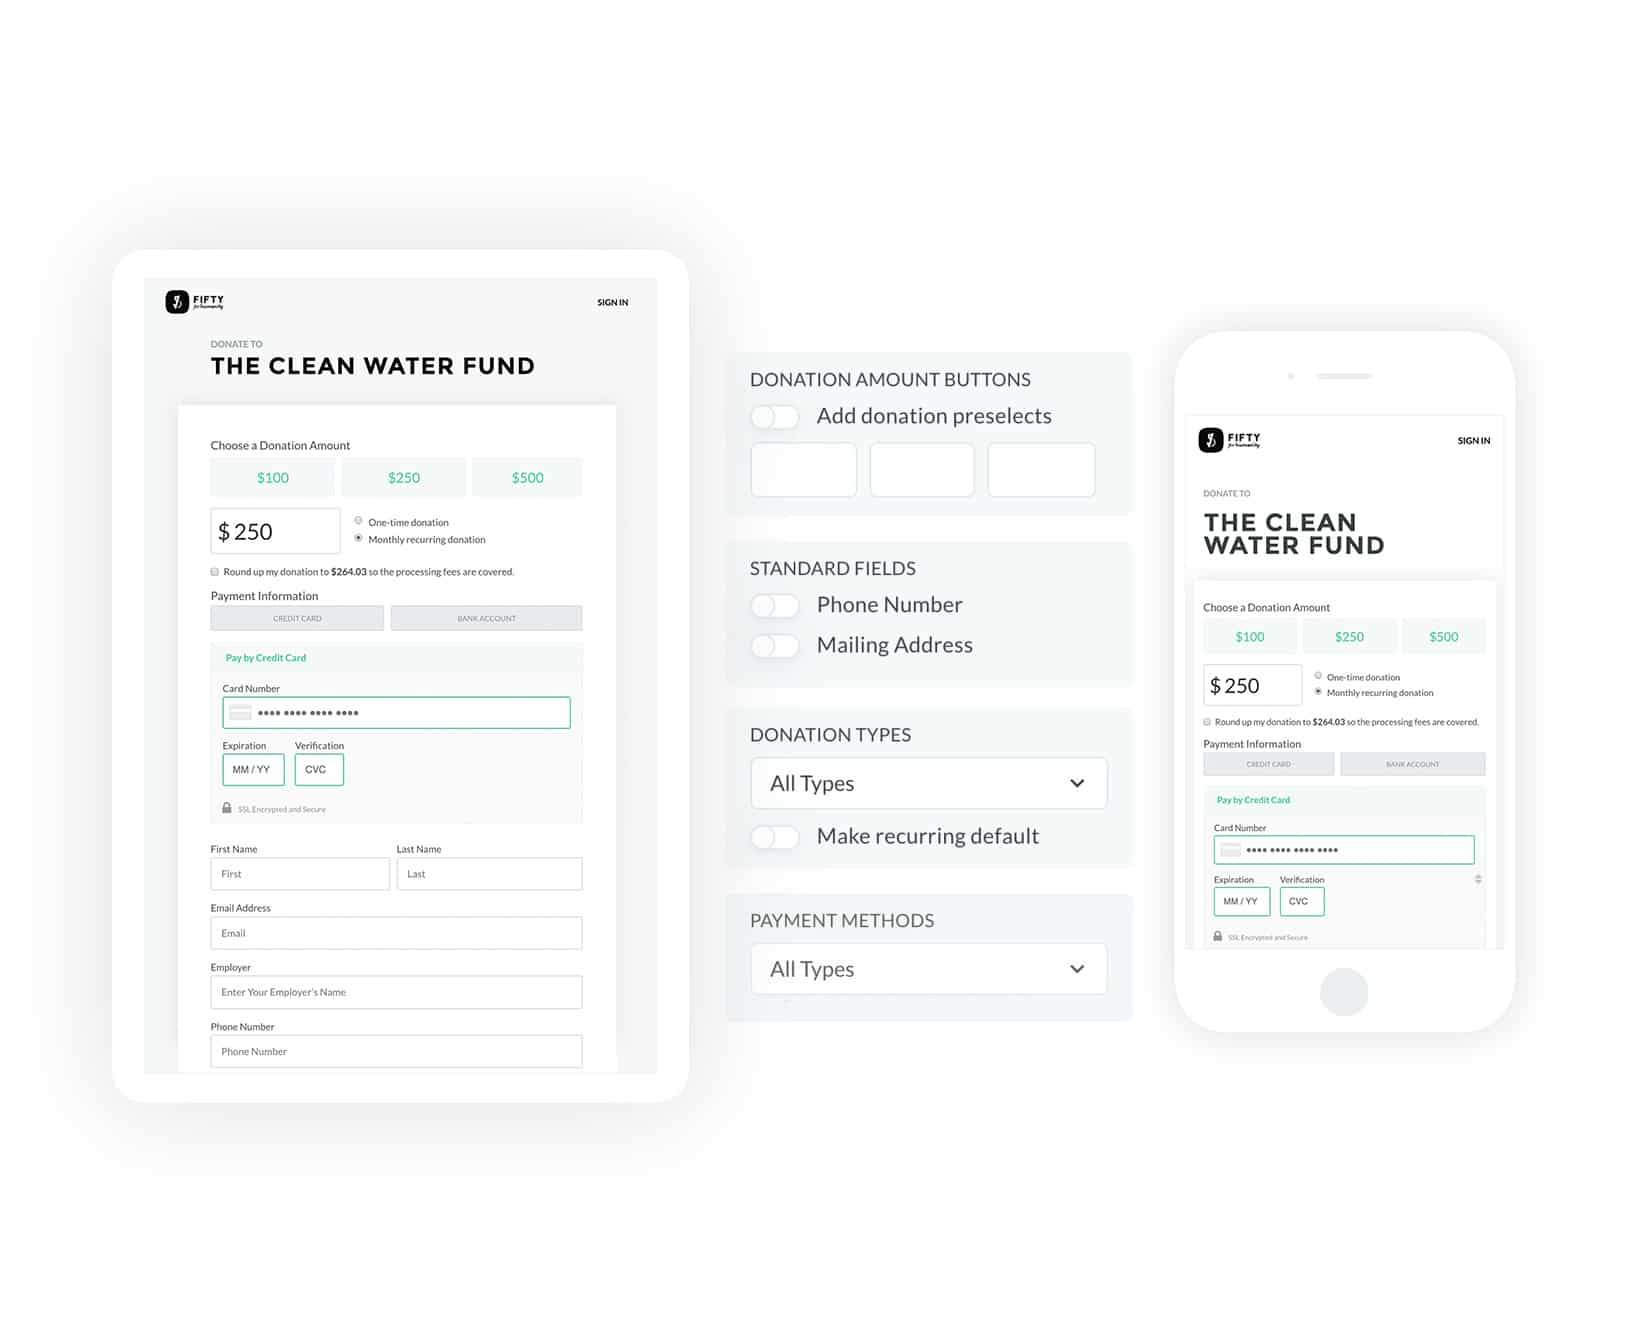 FIFTY
for humanity
SIGN IN
DONATE TO
THE CLEAN WATER FUND
Choose a Donation Amount
$100
$250
$500
$ 250
One-time donation
Monthly recurring donation
Round up my donation to $264.03 so the processing fees are covered.
Payment Information
CREDIT CARD
BANK ACCOUNT
Pay by Credit Card
Card Number
•••• •••• •••• ••••
Expiration
Verification
MM / YY
CVC
SSL Encrypted and Secure
First Name
Last Name
First
Last
Email Address
Email
Employer
Enter Your Employer's Name
Phone Number
Phone Number
DONATION AMOUNT BUTTONS
Add donation preselects
STANDARD FIELDS
Phone Number
Mailing Address
DONATION TYPES
All Types
Make recurring default
PAYMENT METHODS
All Types
FIFTY
for humanity
SIGN IN
DONATE TO
THE CLEAN
WATER FUND
Choose a Donation Amount
$100
$250
$500
$ 250
One-time donation
Monthly recurring donation
Round up my donation to $264.03 so the processing fees are covered.
Payment Information
CREDIT CARD
BANK ACCOUNT
Pay by Credit Card
Card Number
•••• •••• •••• ••••
Expiration
Verification
MM / YY
CVC
SSL Encrypted and Secure